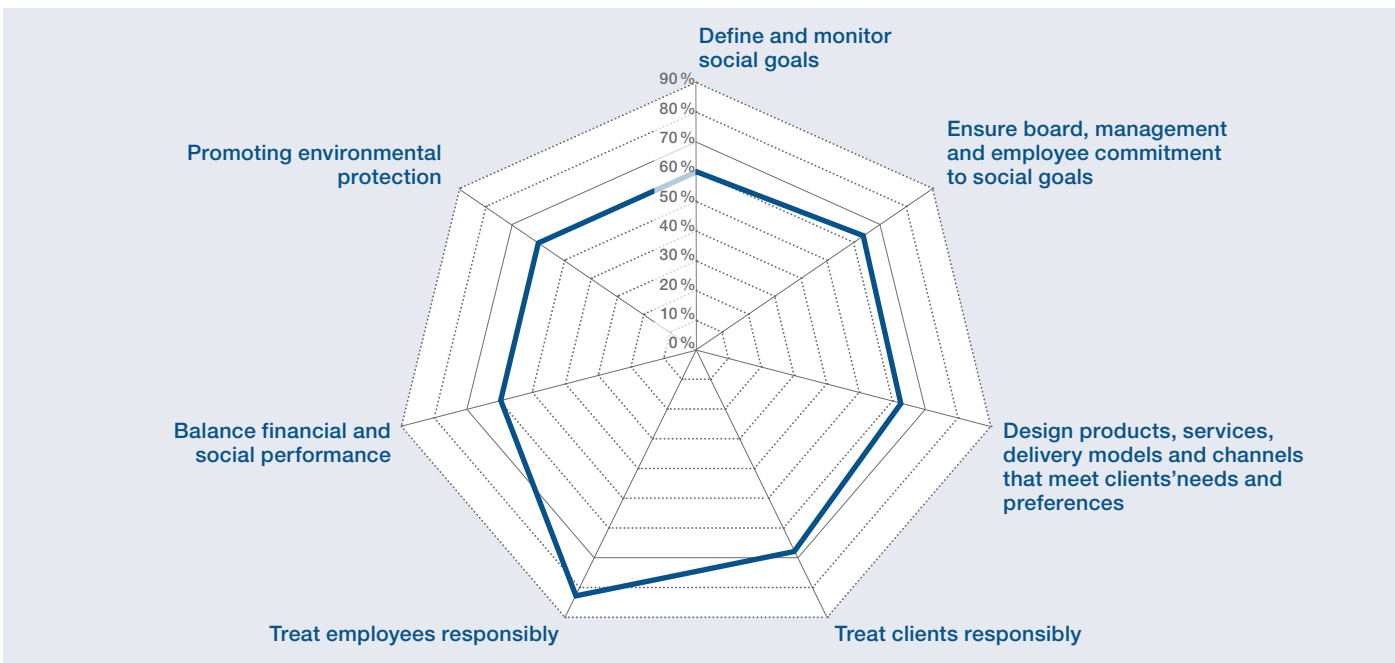 Define and monitor
social goals
90 %
80 %
70 %
60 %
50 %
40 %
30 %
20 %
10 %
0 %
Ensure board, management
and employee commitment
to social goals
Design products, services,
delivery models and channels
that meet clients’needs and
preferences
Treat clients responsibly
Treat employees responsibly
Balance financial and
social performance
Promoting environmental
protection